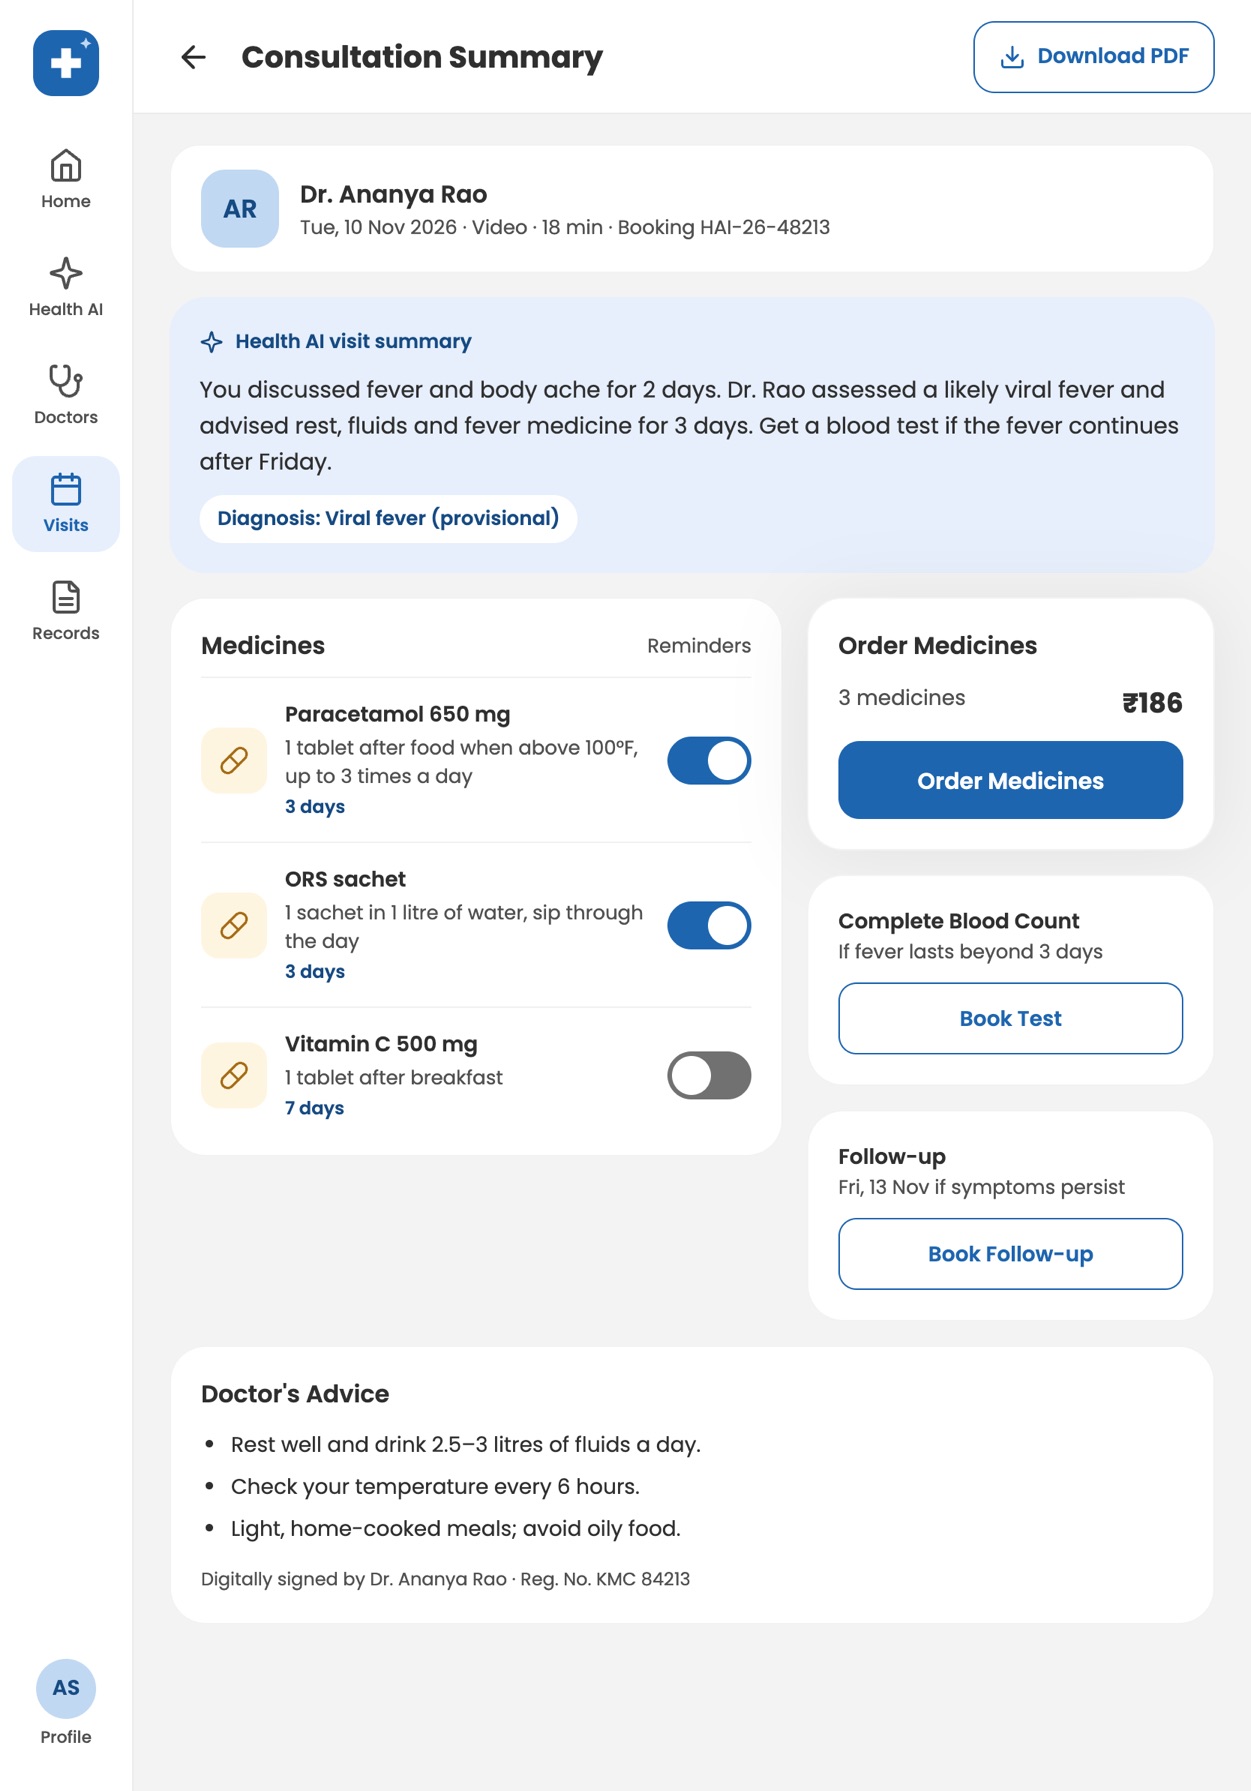 Consultation Summary
Download PDF
Home
Health AI
Doctors
Visits
Records
AS
Profile
AR
Dr. Ananya Rao
Tue, 10 Nov 2026 · Video · 18 min · Booking HAI-26-48213
Health AI visit summary
You discussed fever and body ache for 2 days. Dr. Rao assessed a likely viral fever and
advised rest, fluids and fever medicine for 3 days. Get a blood test if the fever continues
after Friday.
Diagnosis: Viral fever (provisional)
Medicines
Reminders
Paracetamol 650 mg
1 tablet after food when above 100°F,
up to 3 times a day
3 days
ORS sachet
1 sachet in 1 litre of water, sip through
the day
3 days
Vitamin C 500 mg
1 tablet after breakfast
7 days
Order Medicines
3 medicines
₹186
Order Medicines
Complete Blood Count
If fever lasts beyond 3 days
Book Test
Follow-up
Fri, 13 Nov if symptoms persist
Book Follow-up
Doctor's Advice
• Rest well and drink 2.5–3 litres of fluids a day.
• Check your temperature every 6 hours.
• Light, home-cooked meals; avoid oily food.
Digitally signed by Dr. Ananya Rao · Reg. No. KMC 84213